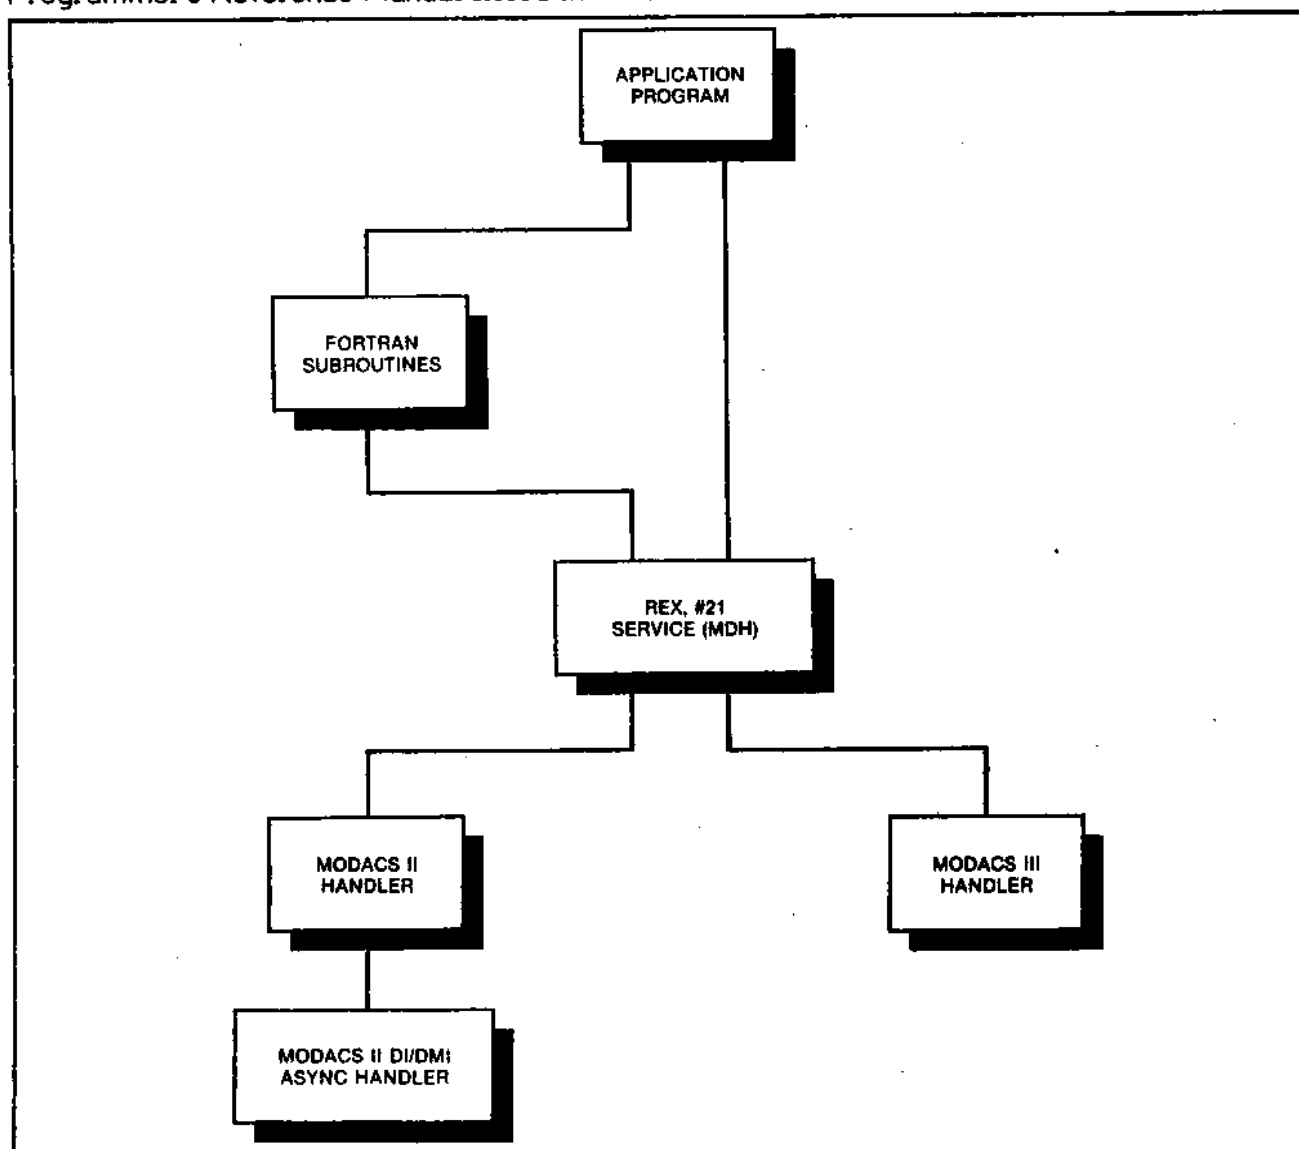 APPLICATION
PROGRAM
FORTRAN
SUBROUTINES
REX, #21
SERVICE (MDH)
MODACS II
HANDLER
MODACS III
HANDLER
MODACS II DI/DMI
ASYNC HANDLER